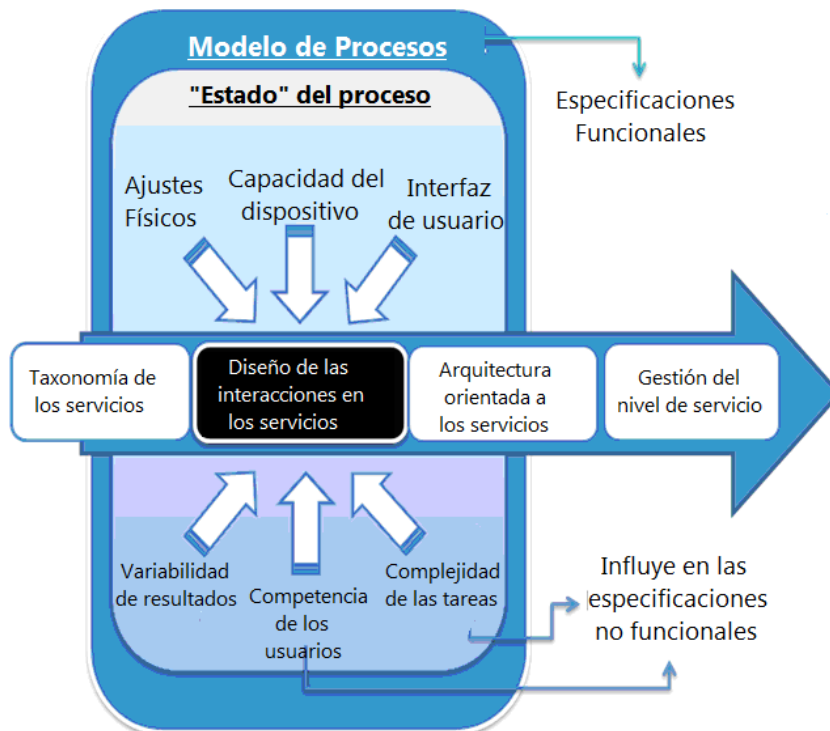 Modelo de Procesos
"Estado" del proceso
Especificaciones
Funcionales
Ajustes
Físicos
Capacidad del
dispositivo
Interfaz
de usuario
Taxonomía de
los servicios
Diseño de las
interacciones en
los servicios
Arquitectura
orientada a
los servicios
Gestión del
nivel de servicio
Variabilidad
de resultados
Competencia
de los
usuarios
Complejidad
de las tareas
Influye en las
especificaciones
no funcionales